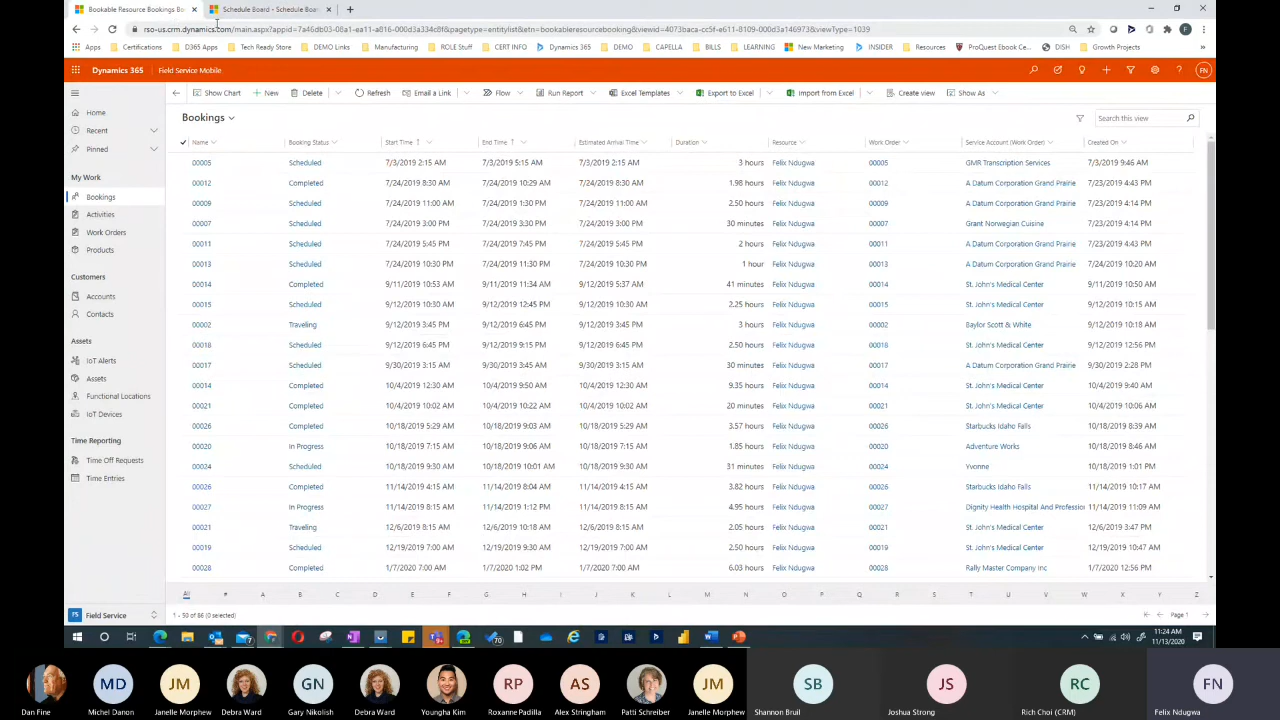 Bookable Resource Bookings Bo
Schedule Board - Schedule Boar
rso-us.crm.dynamics.com/main.aspx?appid=7a46db03-08a1-ea11-a816-000d3a334c8f&pagetype=entitylist&etn=bookableresourcebooking&viewid=4073baca-cc5f-e611-8109-000d3a146973&viewType=1039
Apps Certifications D365 Apps Tech Ready Store DEMO Links Manufacturing ROLE Stuff CERT INFO Dynamics 365 DEMO CAPELLA BILLS LEARNING New Marketing INSIDER Resources ProQuest Ebook Ce... DISH Growth Projects
Dynamics 365 Field Service Mobile FN
Show Chart New Delete Refresh Email a Link Flow Run Report Excel Templates Export to Excel Import from Excel Create view Show As
Home
Recent
Pinned
My Work
Bookings
Activities
Work Orders
Products
Customers
Accounts
Contacts
Assets
IoT Alerts
Assets
Functional Locations
IoT Devices
Time Reporting
Time Off Requests
Time Entries
FS Field Service
Bookings
Search this view
Name Booking Status Start Time End Time Estimated Arrival Time Duration Resource Work Order Service Account (Work Order) Created On
00005 Scheduled 7/3/2019 2:15 AM 7/3/2019 5:15 AM 7/3/2019 2:15 AM 3 hours Felix Ndugwa 00005 GMR Transcription Services 7/3/2019 9:46 AM
00012 Completed 7/24/2019 8:30 AM 7/24/2019 10:29 AM 7/24/2019 8:30 AM 1.98 hours Felix Ndugwa 00012 A Datum Corporation Grand Prairie 7/23/2019 4:43 PM
00009 Scheduled 7/24/2019 11:00 AM 7/24/2019 1:30 PM 7/24/2019 11:00 AM 2.50 hours Felix Ndugwa 00009 A Datum Corporation Grand Prairie 7/23/2019 4:14 PM
00007 Scheduled 7/24/2019 3:00 PM 7/24/2019 3:30 PM 7/24/2019 3:00 PM 30 minutes Felix Ndugwa 00007 Grant Norwegian Cuisine 7/23/2019 4:14 PM
00011 Scheduled 7/24/2019 5:45 PM 7/24/2019 7:45 PM 7/24/2019 5:45 PM 2 hours Felix Ndugwa 00011 A Datum Corporation Grand Prairie 7/23/2019 4:43 PM
00013 Scheduled 7/24/2019 10:30 PM 7/24/2019 11:30 PM 7/24/2019 10:30 PM 1 hour Felix Ndugwa 00013 A Datum Corporation Grand Prairie 7/24/2019 10:20 AM
00014 Completed 9/11/2019 10:53 AM 9/11/2019 11:34 AM 9/12/2019 5:37 AM 41 minutes Felix Ndugwa 00014 St. John's Medical Center 9/11/2019 10:50 AM
00015 Scheduled 9/12/2019 10:30 AM 9/12/2019 12:45 PM 9/12/2019 10:30 AM 2.25 hours Felix Ndugwa 00015 St. John's Medical Center 9/12/2019 10:15 AM
00002 Traveling 9/12/2019 3:45 PM 9/12/2019 6:45 PM 9/12/2019 3:45 PM 3 hours Felix Ndugwa 00002 Baylor Scott & White 9/12/2019 10:18 AM
00018 Scheduled 9/12/2019 6:45 PM 9/12/2019 9:15 PM 9/12/2019 6:45 PM 2.50 hours Felix Ndugwa 00018 St. John's Medical Center 9/12/2019 12:56 PM
00017 Scheduled 9/30/2019 3:15 AM 9/30/2019 3:45 AM 9/30/2019 3:15 AM 30 minutes Felix Ndugwa 00017 A Datum Corporation Grand Prairie 9/30/2019 2:28 PM
00014 Completed 10/4/2019 12:30 AM 10/4/2019 9:50 AM 10/4/2019 12:30 AM 9.35 hours Felix Ndugwa 00014 St. John's Medical Center 10/4/2019 9:40 AM
00021 Completed 10/4/2019 10:02 AM 10/4/2019 10:22 AM 10/4/2019 10:02 AM 20 minutes Felix Ndugwa 00021 St. John's Medical Center 10/4/2019 10:06 AM
00026 Completed 10/18/2019 5:29 AM 10/18/2019 9:03 AM 10/18/2019 5:29 AM 3.57 hours Felix Ndugwa 00026 Starbucks Idaho Falls 10/18/2019 8:39 AM
00020 In Progress 10/18/2019 7:15 AM 10/18/2019 9:06 AM 10/18/2019 7:15 AM 1.85 hours Felix Ndugwa 00020 Adventure Works 10/18/2019 8:46 AM
00024 Scheduled 10/18/2019 9:30 AM 10/18/2019 10:01 AM 10/18/2019 9:30 AM 31 minutes Felix Ndugwa 00024 Yvonne 10/18/2019 1:01 PM
00026 Completed 11/14/2019 4:15 AM 11/14/2019 8:04 AM 11/14/2019 4:15 AM 3.82 hours Felix Ndugwa 00026 Starbucks Idaho Falls 11/14/2019 10:17 AM
00027 In Progress 11/14/2019 8:15 AM 11/14/2019 1:12 PM 11/14/2019 8:15 AM 4.95 hours Felix Ndugwa 00027 Dignity Health Hospital And Profession 11/14/2019 11:09 AM
00021 Traveling 12/6/2019 8:15 AM 12/6/2019 10:18 AM 12/6/2019 8:15 AM 2.05 hours Felix Ndugwa 00021 St. John's Medical Center 12/6/2019 3:47 PM
00019 Scheduled 12/19/2019 7:00 AM 12/19/2019 9:30 AM 12/19/2019 7:00 AM 2.50 hours Felix Ndugwa 00019 St. John's Medical Center 12/19/2019 10:47 AM
00028 Completed 1/7/2020 7:00 AM 1/7/2020 1:02 PM 1/7/2020 7:00 AM 6.03 hours Felix Ndugwa 00028 Rally Master Company Inc 1/7/2020 12:56 PM
All # A B C D E F G H I J K L M N O P Q R S T U V W X Y Z
1 - 50 of 86 (0 selected) Page 1
7 70 11:24 AM
11/13/2020
MD JM GN RP AS JM SB JS RC FN
Dan Fine Michel Danon Janelle Morphew Debra Ward Gary Nikolish Debra Ward Youngha Kim Roxanne Padilla Alex Stringham Patti Schreiber Janelle Morphew Shannon Bruil Joshua Strong Rich Choi (CRM) Felix Ndugwa